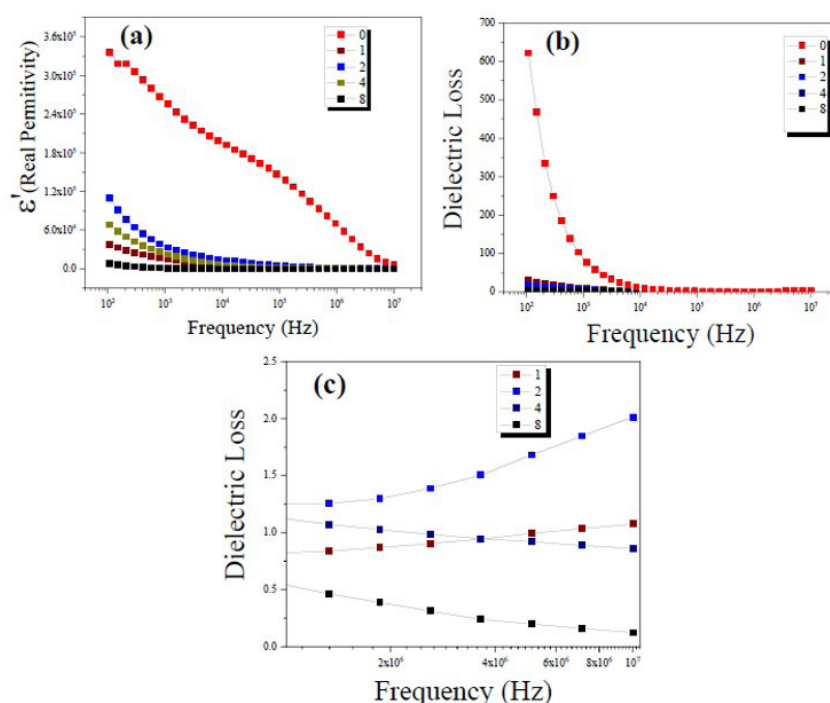 (a)
ε'(Real Permitivity)
3.6x10⁵
3.0x10⁵
2.4x10⁵
1.8x10⁵
1.2x10⁵
6.0x10⁴
0.0
0
1
2
4
8
10² 10³ 10⁴ 10⁵ 10⁶ 10⁷
Frequency (Hz)
(b)
Dielectric Loss
700
600
500
400
300
200
100
0
0
1
2
4
8
10² 10³ 10⁴ 10⁵ 10⁶ 10⁷
Frequency (Hz)
(c)
Dielectric Loss
2.5
2.0
1.5
1.0
0.5
0.0
1
2
4
8
2x10⁶ 4x10⁶ 6x10⁶ 8x10⁶ 10⁷
Frequency (Hz)